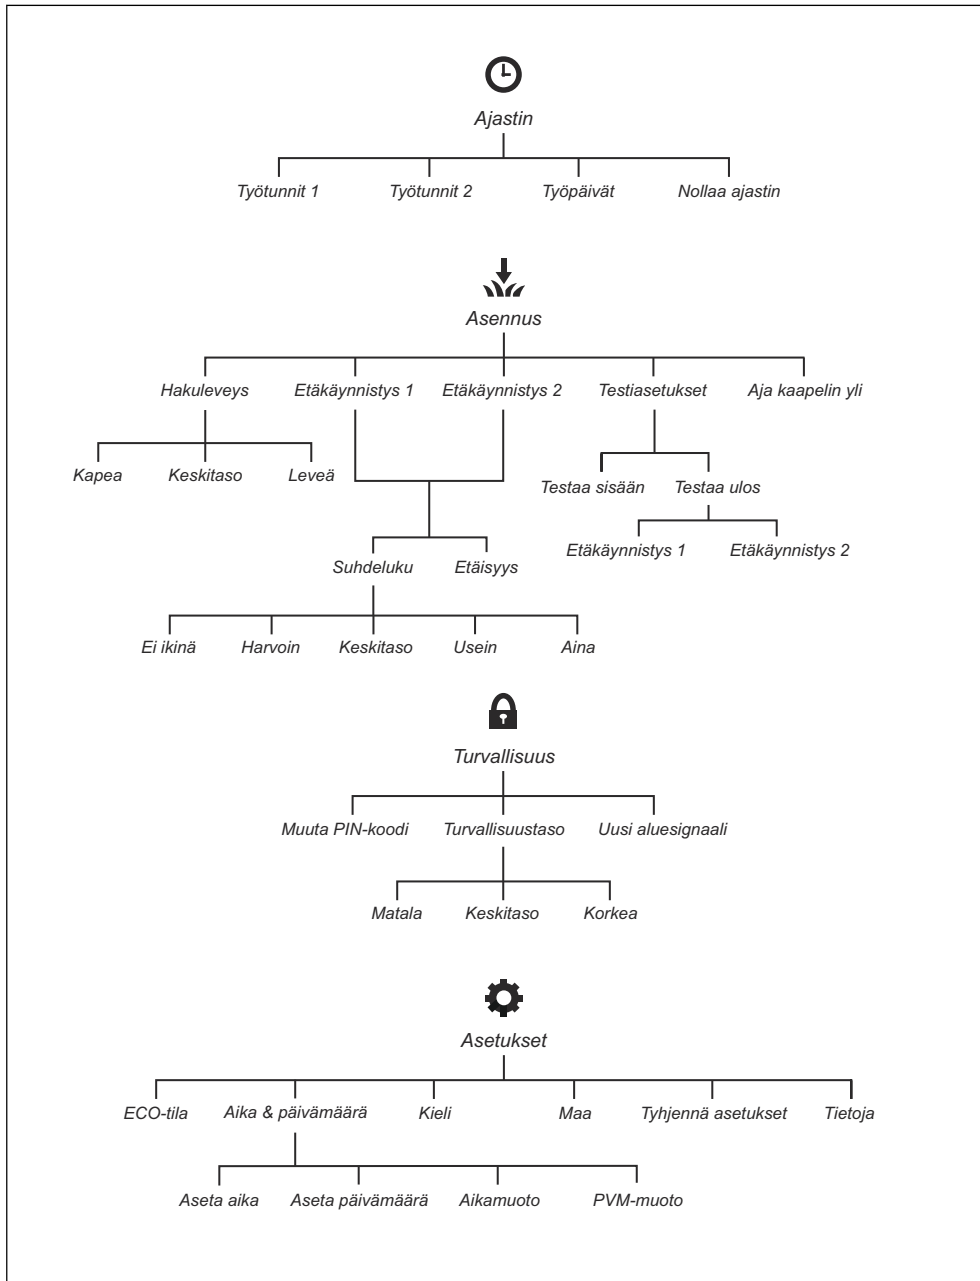 Ajastin
Työtunnit 1 Työtunnit 2 Työpäivät Nollaa ajastin
Asennus
Hakuleveys Etäkäynnistys 1 Etäkäynnistys 2 Testiasetukset Aja kaapelin yli
Kapea Keskitaso Leveä
Testaa sisään Testaa ulos
Etäkäynnistys 1 Etäkäynnistys 2
Suhdeluku Etäisyys
Ei ikinä Harvoin Keskitaso Usein Aina
Turvallisuus
Muuta PIN-koodi Turvallisuustaso Uusi aluesignaali
Matala Keskitaso Korkea
Asetukset
ECO-tila Aika & päivämäärä Kieli Maa Tyhjennä asetukset Tietoja
Aseta aika Aseta päivämäärä Aikamuoto PVM-muoto